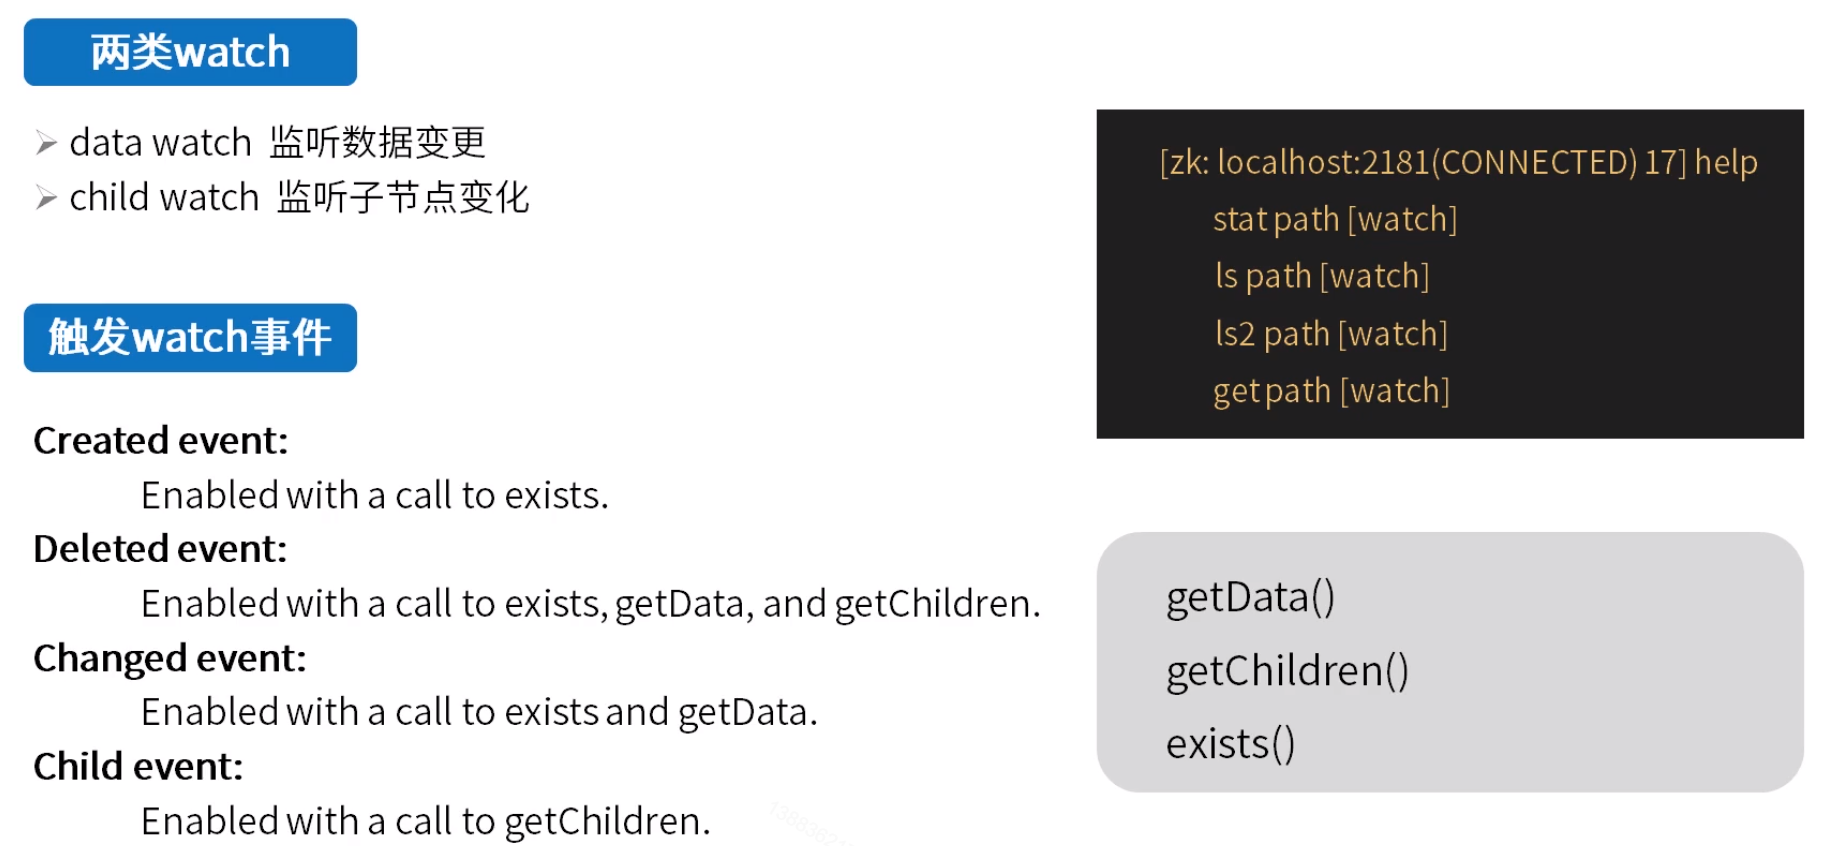 两类watch
data watch 监听数据变更
child watch 监听子节点变化
触发watch事件
Created event:
Enabled with a call to exists.
Deleted event:
Enabled with a call to exists, getData, and getChildren.
Changed event:
Enabled with a call to exists and getData.
Child event:
Enabled with a call to getChildren.
[zk: localhost:2181(CONNECTED) 17] help
stat path [watch]
ls path [watch]
ls2 path [watch]
get path [watch]
getData()
getChildren()
exists()